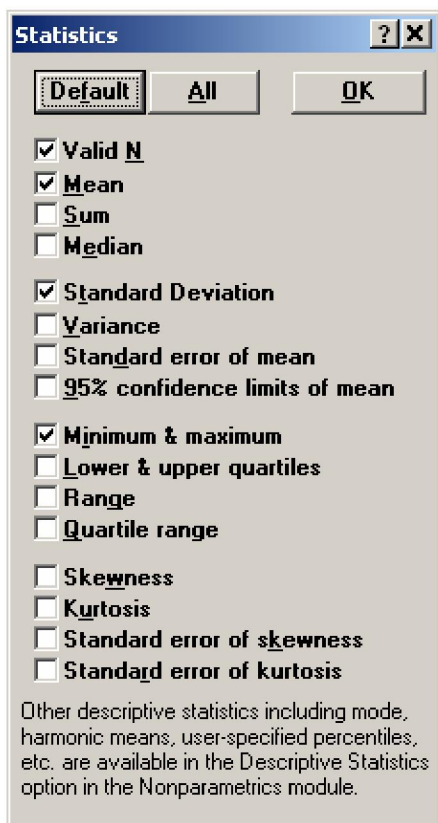 Statistics
Default All OK
Valid N
Mean
Sum
Median
Standard Deviation
Variance
Standard error of mean
95% confidence limits of mean
Minimum & maximum
Lower & upper quartiles
Range
Quartile range
Skewness
Kurtosis
Standard error of skewness
Standard error of kurtosis
Other descriptive statistics including mode,
harmonic means, user-specified percentiles,
etc. are available in the Descriptive Statistics
option in the Nonparametrics module.